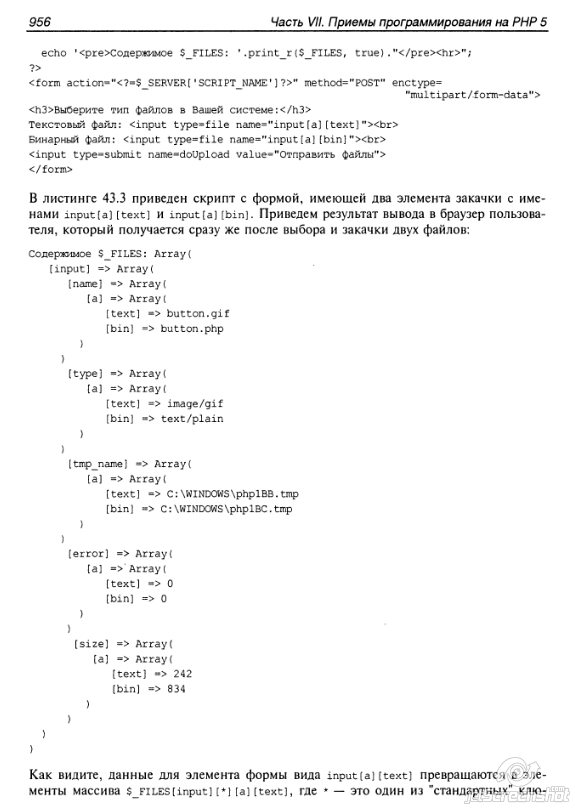 956
Часть VII. Приемы программирования на PHP 5
echo '<pre>Содержимое $_FILES: '.print_r($_FILES, true)."</pre><hr>";
?>
<form action="<?=$_SERVER['SCRIPT_NAME']?>" method="POST" enctype=
"multipart/form-data">
<h3>Выберите тип файлов в Вашей системе:</h3>
Текстовый файл: <input type=file name="input[a][text]"><br>
Бинарный файл: <input type=file name="input[a][bin]"><br>
<input type=submit name=doUpload value="Отправить файлы">
</form>
В листинге 43.3 приведен скрипт с формой, имеющей два элемента закачки с име-
нами input[a][text] и input[a][bin]. Приведем результат вывода в браузер пользова-
теля, который получается сразу же после выбора и закачки двух файлов:
Содержимое $_FILES: Array(
[input] => Array(
[name] => Array(
[a] => Array(
[text] => button.gif
[bin] => button.php
)
)
[type] => Array(
[a] => Array(
[text] => image/gif
[bin] => text/plain
)
)
[tmp_name] => Array(
[a] => Array(
[text] => C:\WINDOWS\php1BB.tmp
[bin] => C:\WINDOWS\php1BC.tmp
)
)
[error] => Array(
[a] => Array(
[text] => 0
[bin] => 0
)
)
[size] => Array(
[a] => Array(
[text] => 242
[bin] => 834
)
)
)
)
Как видите, данные для элемента формы вида input[a][text] превращаются в эле-
менты массива $_FILES[input][*][a][text], где * — это один из "стандартных" клю-